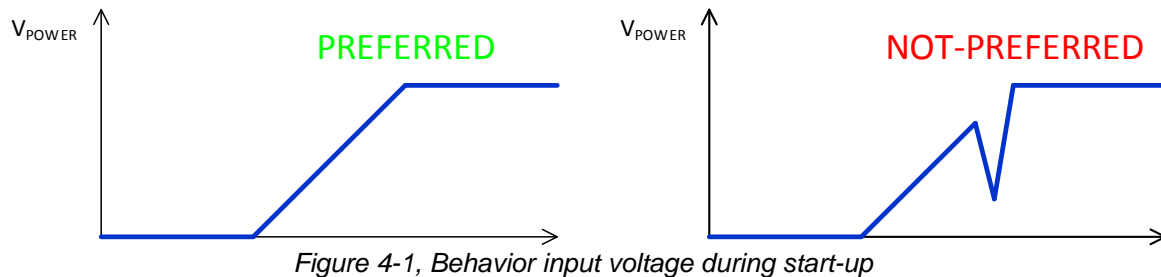 VPOWER
PREFERRED
VPOWER
NOT-PREFERRED
Figure 4-1, Behavior input voltage during start-up